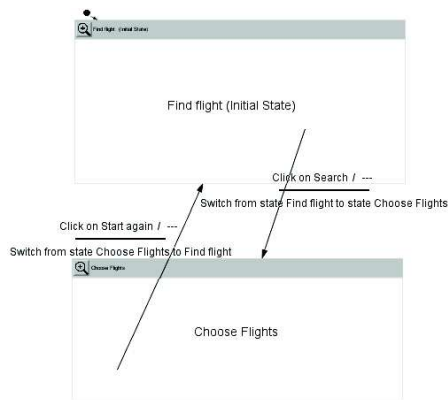 Find flight (Initial State)
Find flight (Initial State)
Click on Search / ---
Switch from state Find flight to state Choose Flights
Click on Start again / ---
Switch from state Choose Flights to Find flight
Choose Flights
Choose Flights